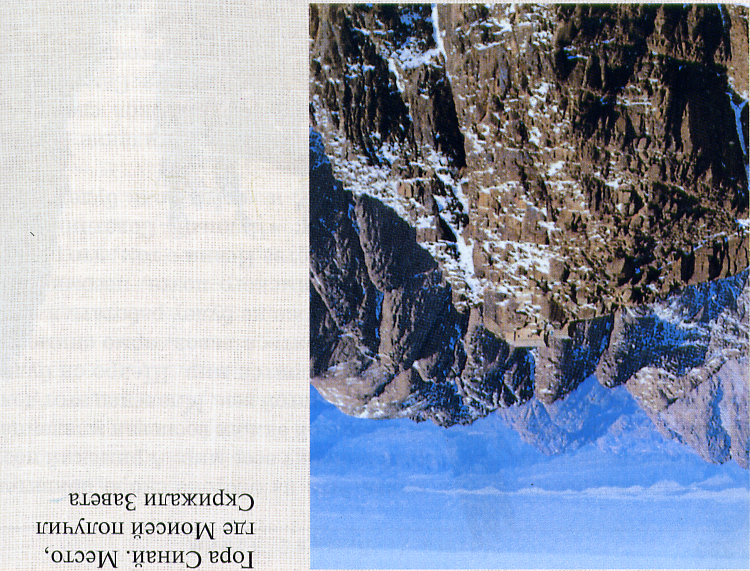 Гора Синай. Место,
где Моисей получил
Скрижали Завета